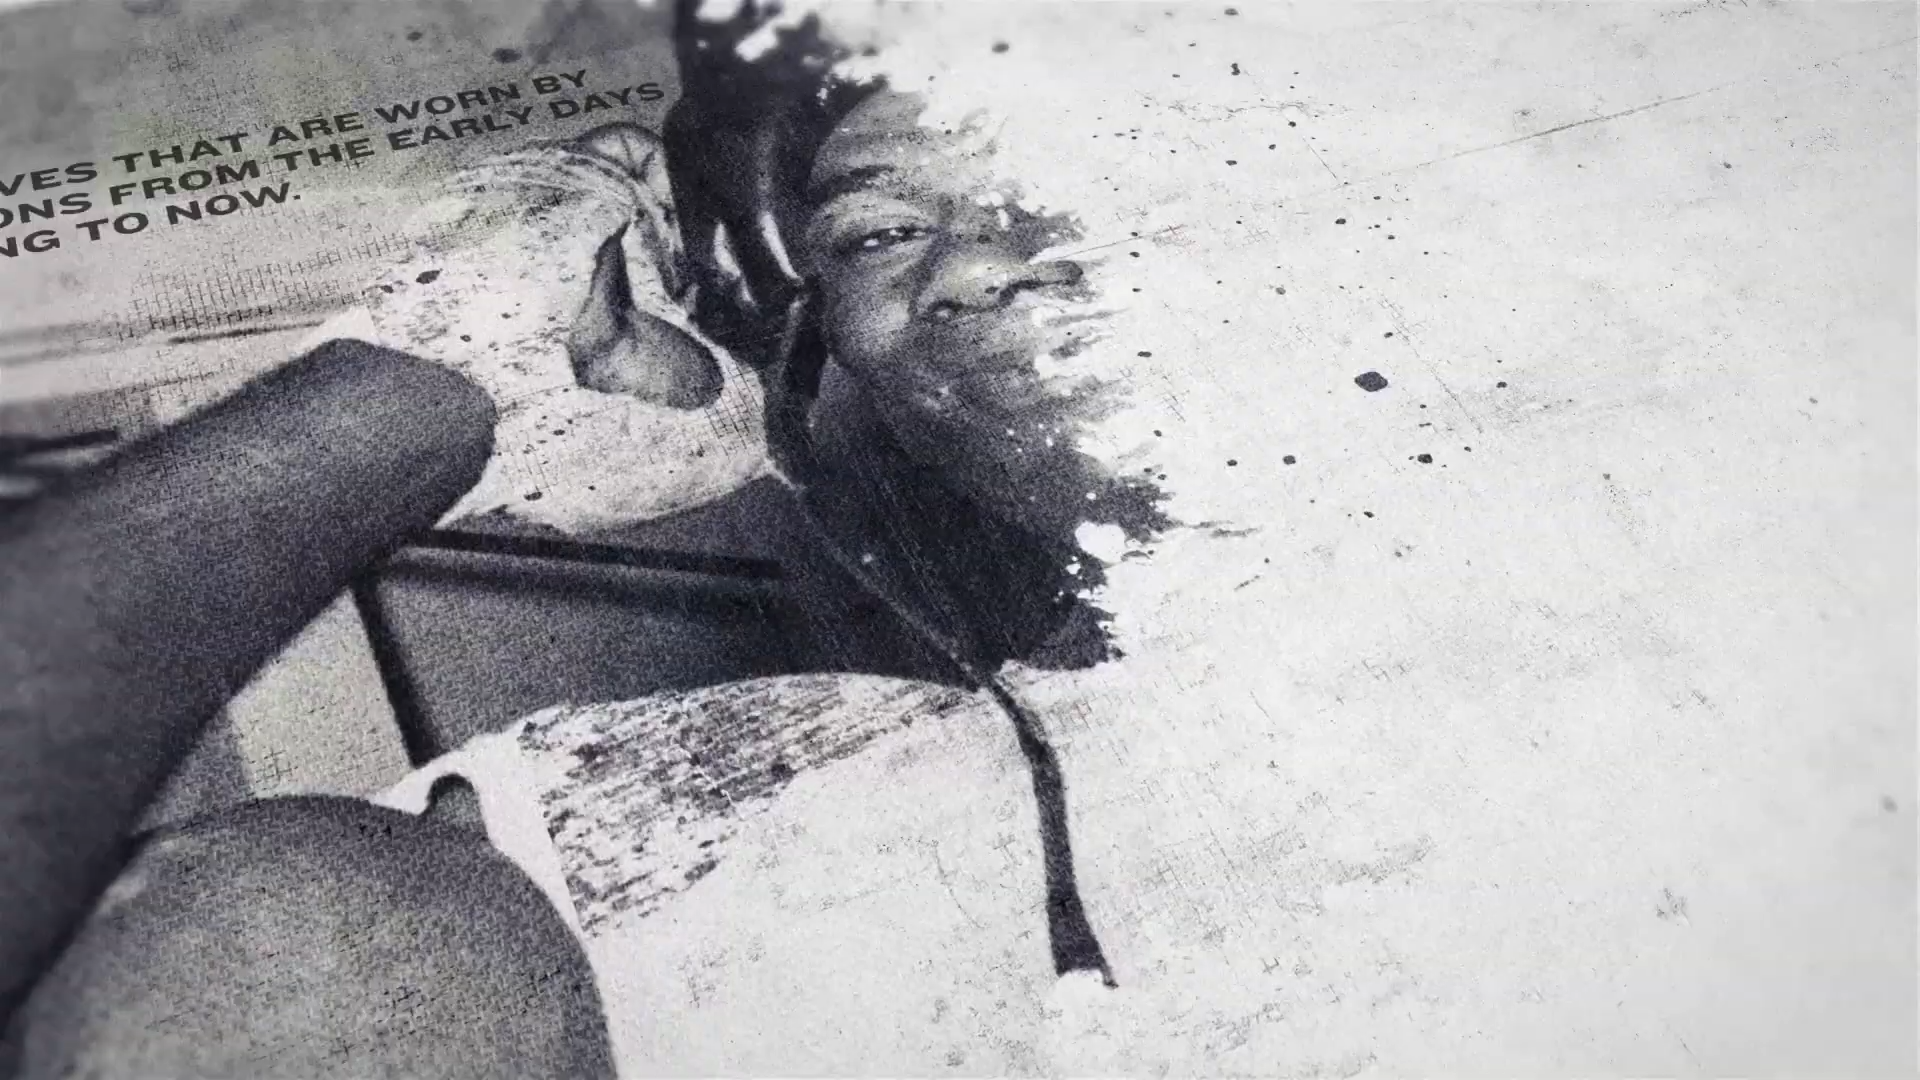 VES THAT ARE WORN BY
ONS FROM THE EARLY DAYS
NG TO NOW.